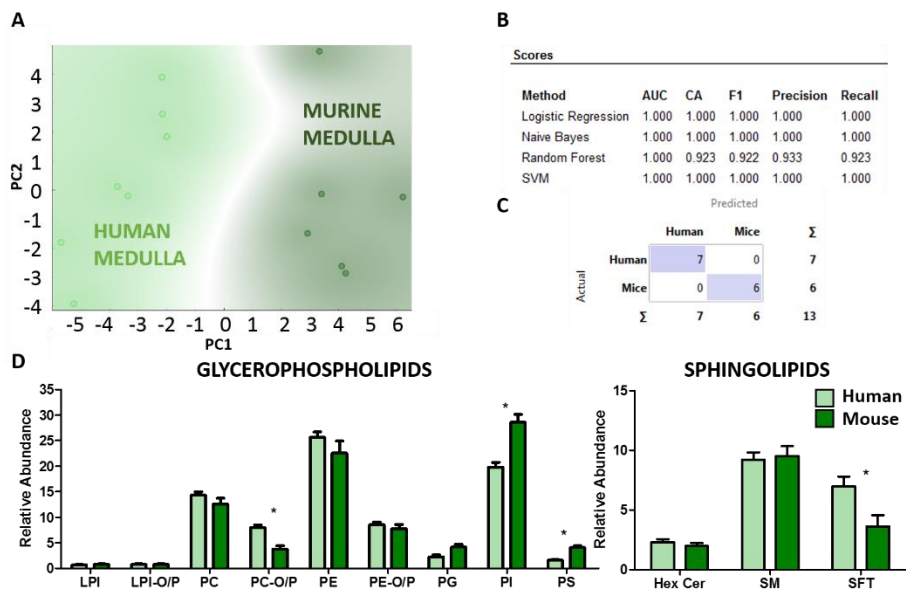 A
PC2
4
3
2
1
0
-1
-2
-3
-4
MURINE
MEDULLA
HUMAN
MEDULLA
-5 -4 -3 -2 -1 0 1 2 3 4 5 6
PC1
B
Scores
Method AUC CA F1 Precision Recall
Logistic Regression 1.000 1.000 1.000 1.000 1.000
Naive Bayes 1.000 1.000 1.000 1.000 1.000
Random Forest 1.000 0.923 0.922 0.933 0.923
SVM 1.000 1.000 1.000 1.000 1.000
C
Predicted
Human Mice Σ
Actual
Human 7 0 7
Mice 0 6 6
Σ 7 6 13
D
GLYCEROPHOSPHOLIPIDS
Relative Abundance
35
30
25
20
15
10
5
0
* * *
LPI LPI-O/P PC PC-O/P PE PE-O/P PG PI PS
SPHINGOLIPIDS
Human
Mouse
Relative Abundance
15
10
5
0
*
Hex Cer SM SFT